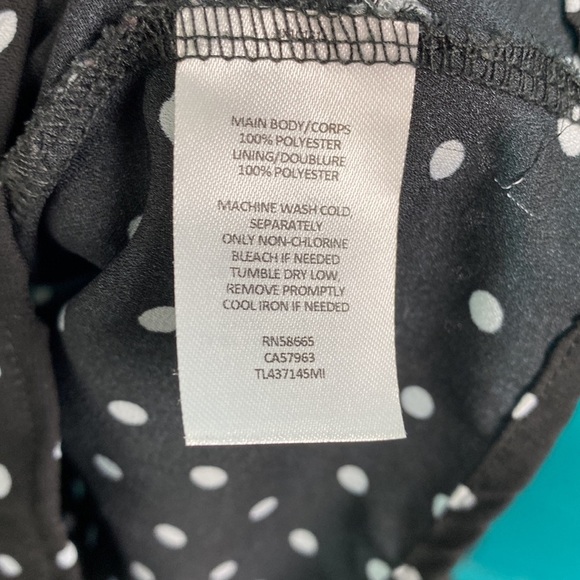 MAIN BODY/CORPS
100% POLYESTER
LINING/DOUBLURE
100% POLYESTER
MACHINE WASH COLD,
SEPARATELY
ONLY NON-CHLORINE
BLEACH IF NEEDED
TUMBLE DRY LOW,
REMOVE PROMPTLY
COOL IRON IF NEEDED
RN58665
CA57963
TL437145MI